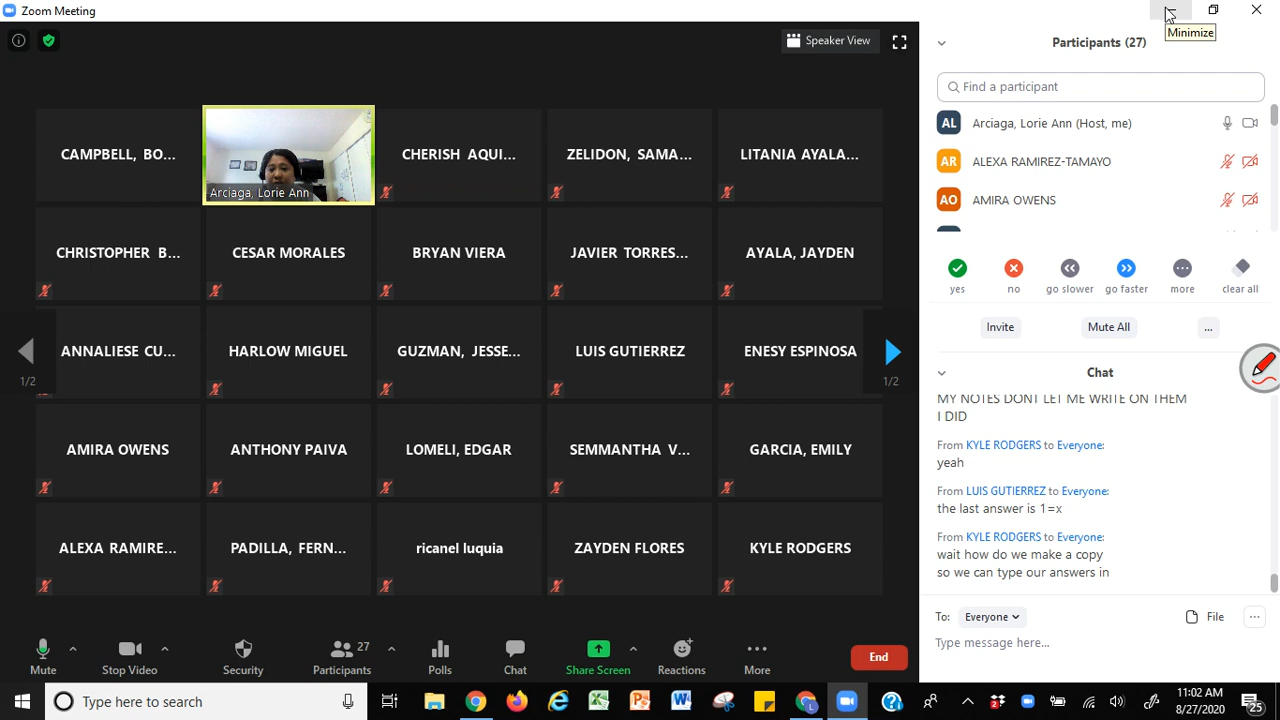 Zoom Meeting
Minimize
Speaker View
CAMPBELL, BO...
Arciaga, Lorie Ann
CHERISH AQUI...
ZELIDON, SAMA...
LITANIA AYALA...
CHRISTOPHER B...
CESAR MORALES
BRYAN VIERA
JAVIER TORRES...
AYALA, JAYDEN
ANNALIESE CU...
HARLOW MIGUEL
GUZMAN, JESSE...
LUIS GUTIERREZ
ENESY ESPINOSA
1/2
1/2
AMIRA OWENS
ANTHONY PAIVA
LOMELI, EDGAR
SEMMANTHA V...
GARCIA, EMILY
ALEXA RAMIRE...
PADILLA, FERN...
ricanel luquia
ZAYDEN FLORES
KYLE RODGERS
Mute
Stop Video
Security
27
Participants
Polls
Chat
Share Screen
Reactions
More
End
Participants (27)
Find a participant
AL Arciaga, Lorie Ann (Host, me)
AR ALEXA RAMIREZ-TAMAYO
AO AMIRA OWENS
yes
no
go slower
go faster
more
clear all
Invite
Mute All
...
Chat
MY NOTES DONT LET ME WRITE ON THEM
I DID
From KYLE RODGERS to Everyone:
yeah
From LUIS GUTIERREZ to Everyone:
the last answer is 1=x
From KYLE RODGERS to Everyone:
wait how do we make a copy
so we can type our answers in
To: Everyone
File
...
Type message here...
Type here to search
11:02 AM
8/27/2020
25